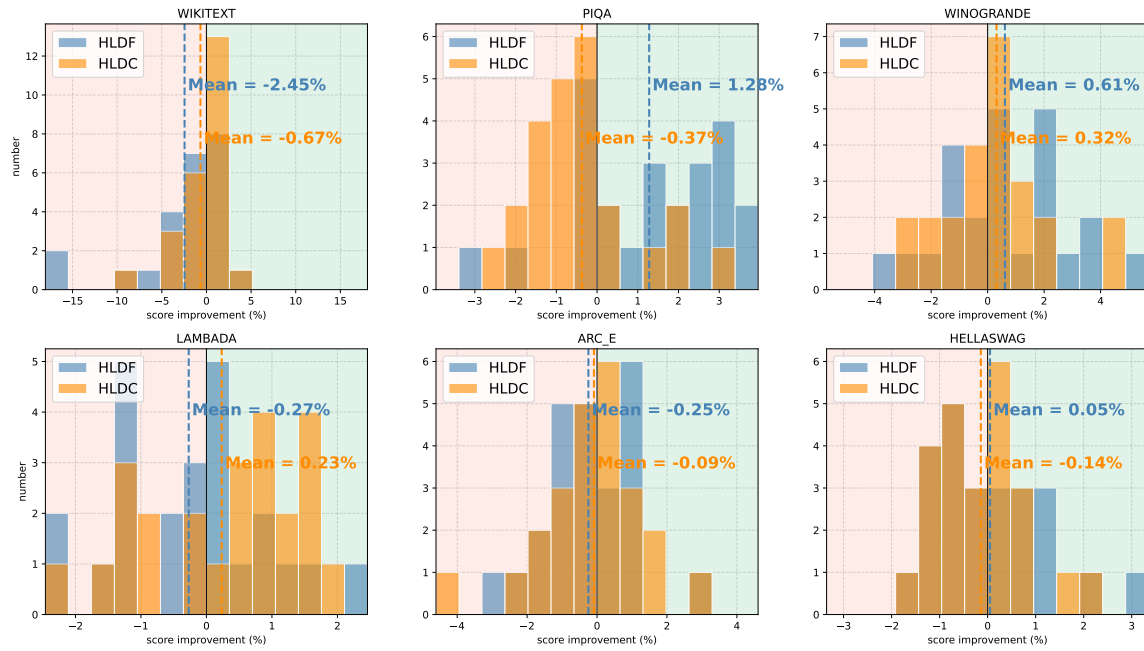 WIKITEXT
HLDF
HLDC
Mean = -2.45%
Mean = -0.67%
number
12
10
8
6
4
2
0
−15 −10 −5 0 5 10 15
score improvement (%)
PIQA
HLDF
HLDC
Mean = 1.28%
Mean = -0.37%
6
5
4
3
2
1
0
−3 −2 −1 0 1 2 3
score improvement (%)
WINOGRANDE
HLDF
HLDC
Mean = 0.61%
Mean = 0.32%
7
6
5
4
3
2
1
0
−4 −2 0 2 4
score improvement (%)
LAMBADA
HLDF
HLDC
Mean = -0.27%
Mean = 0.23%
number
5
4
3
2
1
0
−2 −1 0 1 2
score improvement (%)
ARC_E
HLDF
HLDC
Mean = -0.25%
Mean = -0.09%
6
5
4
3
2
1
0
−4 −2 0 2 4
score improvement (%)
HELLASWAG
HLDF
HLDC
Mean = 0.05%
Mean = -0.14%
6
5
4
3
2
1
0
−3 −2 −1 0 1 2 3
score improvement (%)